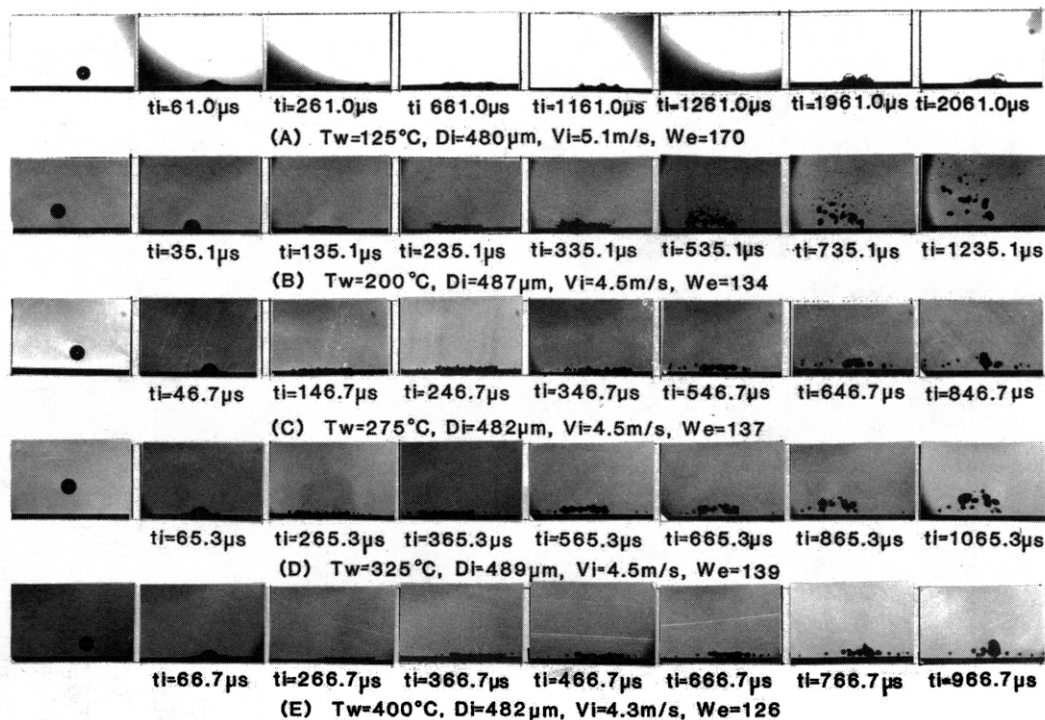 ti=61.0µs ti=261.0µs ti 661.0µs ti=1161.0µs ti=1261.0µs ti=1961.0µs ti=2061.0µs
(A) Tw=125°C, Di=480µm, Vi=5.1m/s, We=170
ti=35.1µs ti=135.1µs ti=235.1µs ti=335.1µs ti=535.1µs ti=735.1µs ti=1235.1µs
(B) Tw=200°C, Di=487µm, Vi=4.5m/s, We=134
ti=46.7µs ti=146.7µs ti=246.7µs ti=346.7µs ti=546.7µs ti=646.7µs ti=846.7µs
(C) Tw=275°C, Di=482µm, Vi=4.5m/s, We=137
ti=65.3µs ti=265.3µs ti=365.3µs ti=565.3µs ti=665.3µs ti=865.3µs ti=1065.3µs
(D) Tw=325°C, Di=489µm, Vi=4.5m/s, We=139
ti=66.7µs ti=266.7µs ti=366.7µs ti=466.7µs ti=666.7µs ti=766.7µs ti=966.7µs
(E) Tw=400°C, Di=482µm, Vi=4.3m/s, We=126